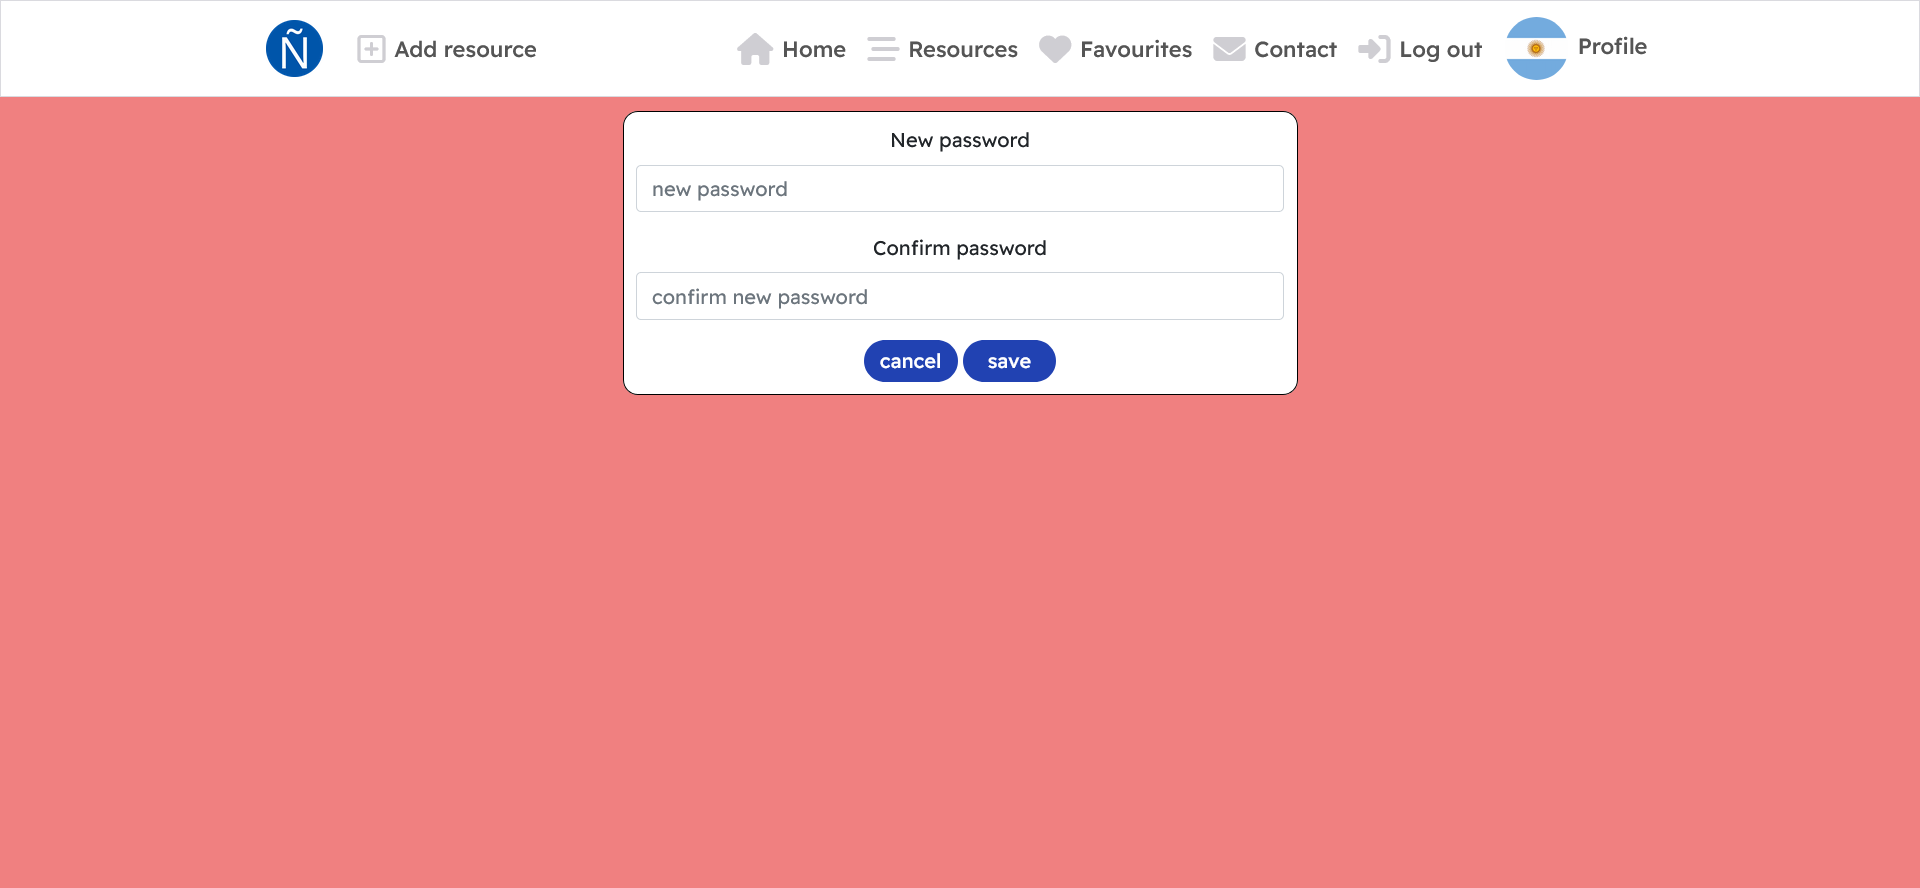 Ñ Add resource Home Resources Favourites Contact Log out Profile
New password
new password
Confirm password
confirm new password
cancel save